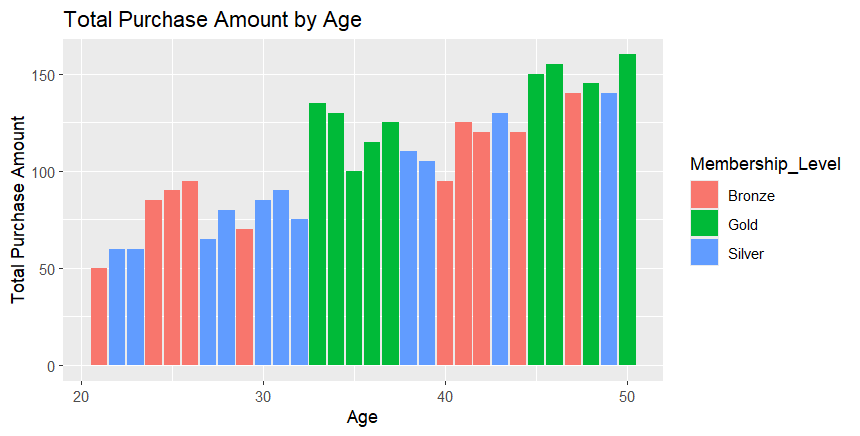 Total Purchase Amount by Age
Total Purchase Amount
150
100
50
0
20 30 40 50
Age
Membership_Level
Bronze
Gold
Silver